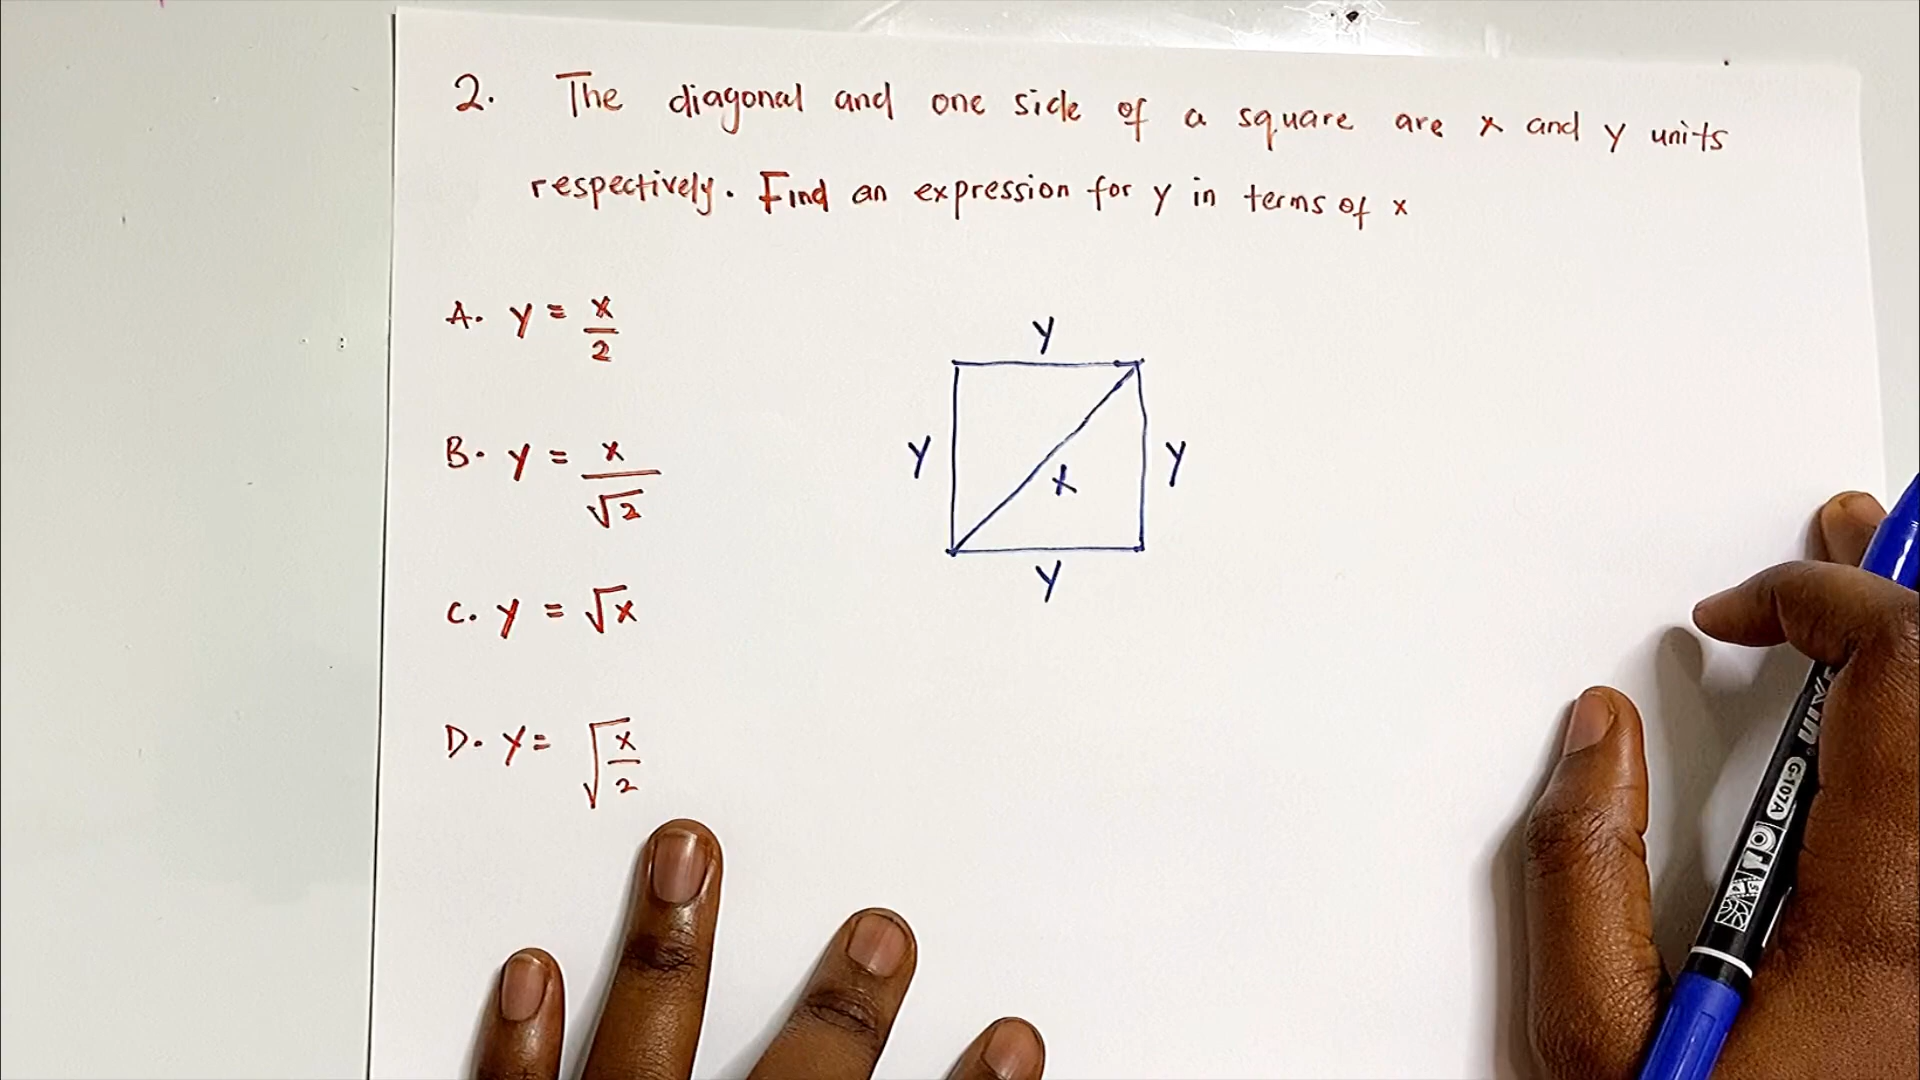 2. The diagonal and one side of a square are x and y units
respectively. Find an expression for y in terms of x
A. y = x/2
B. y = x/√2
C. y = √x
D. y = √(x/2)
y
y
x
y
y
G-107A